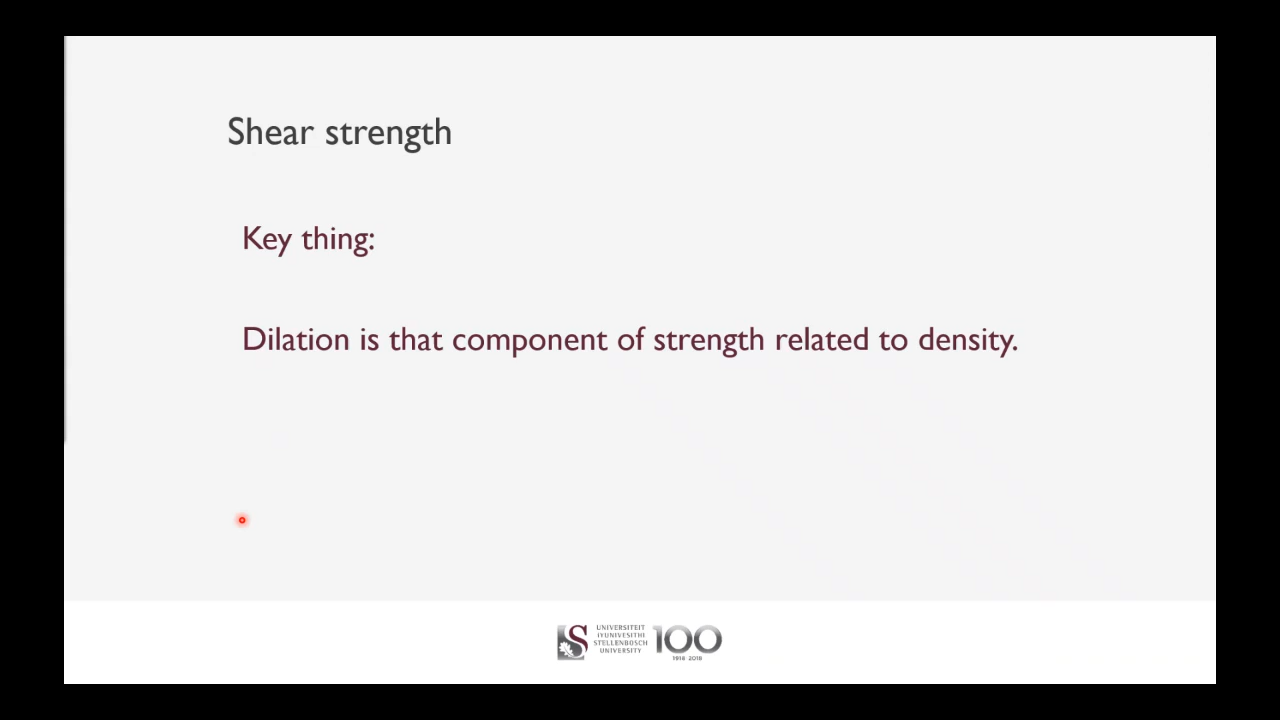 Shear strength
Key thing:
Dilation is that component of strength related to density.
UNIVERSITEIT
IYUNIVESITHI
STELLENBOSCH
UNIVERSITY
100
1918 2018